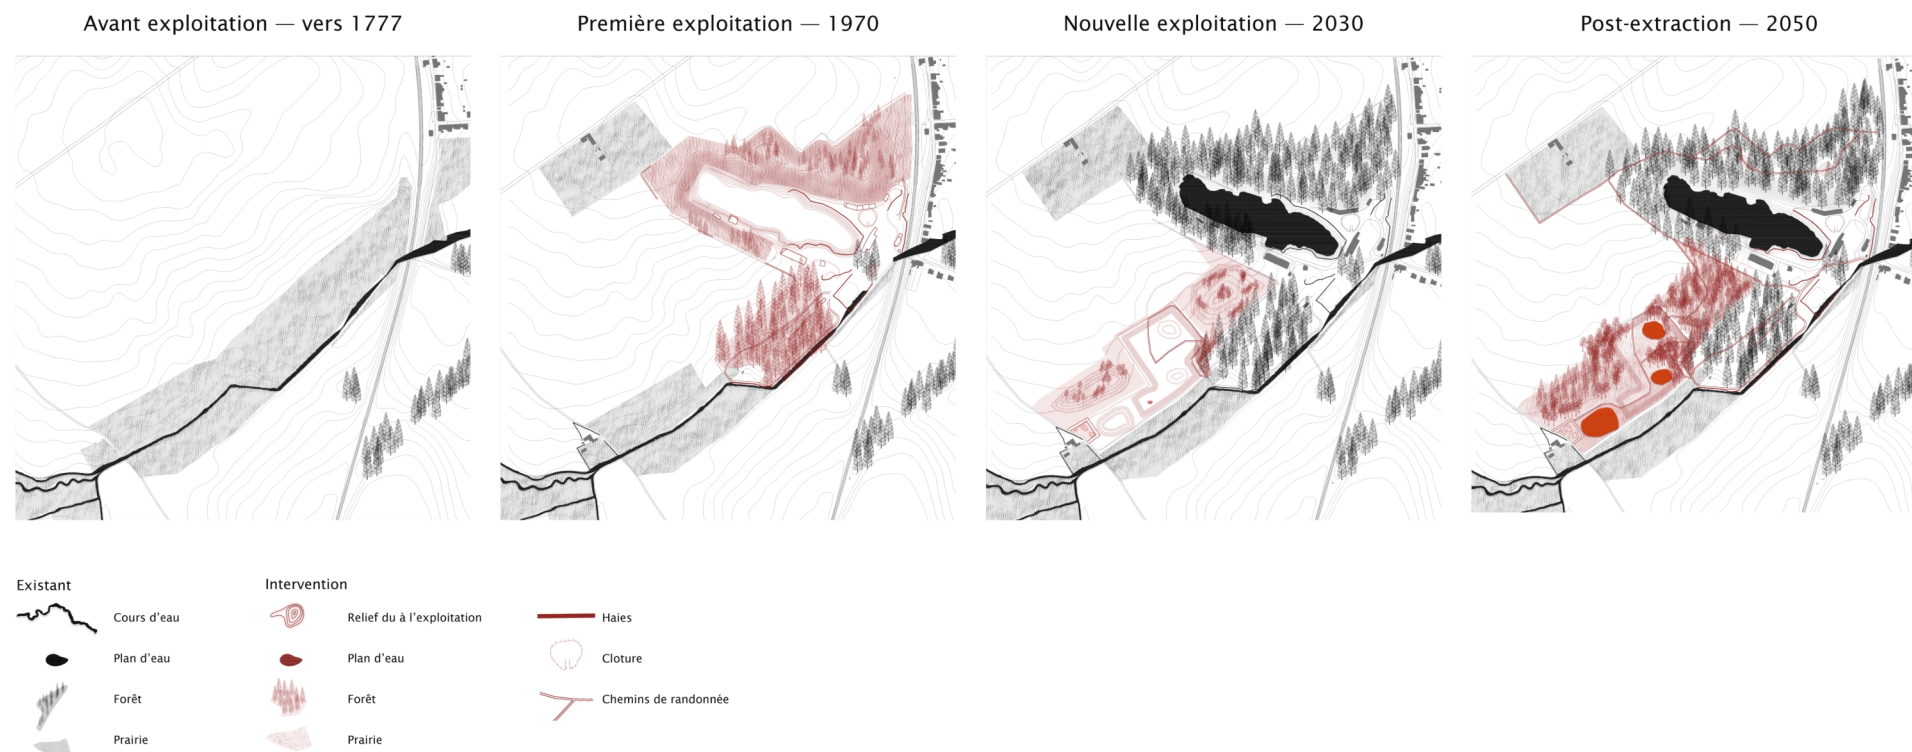 Avant exploitation — vers 1777
Première exploitation — 1970
Nouvelle exploitation — 2030
Post-extraction — 2050
Existant
Cours d'eau
Plan d'eau
Forêt
Prairie
Intervention
Relief du à l'exploitation
Plan d'eau
Forêt
Prairie
Haies
Cloture
Chemins de randonnée